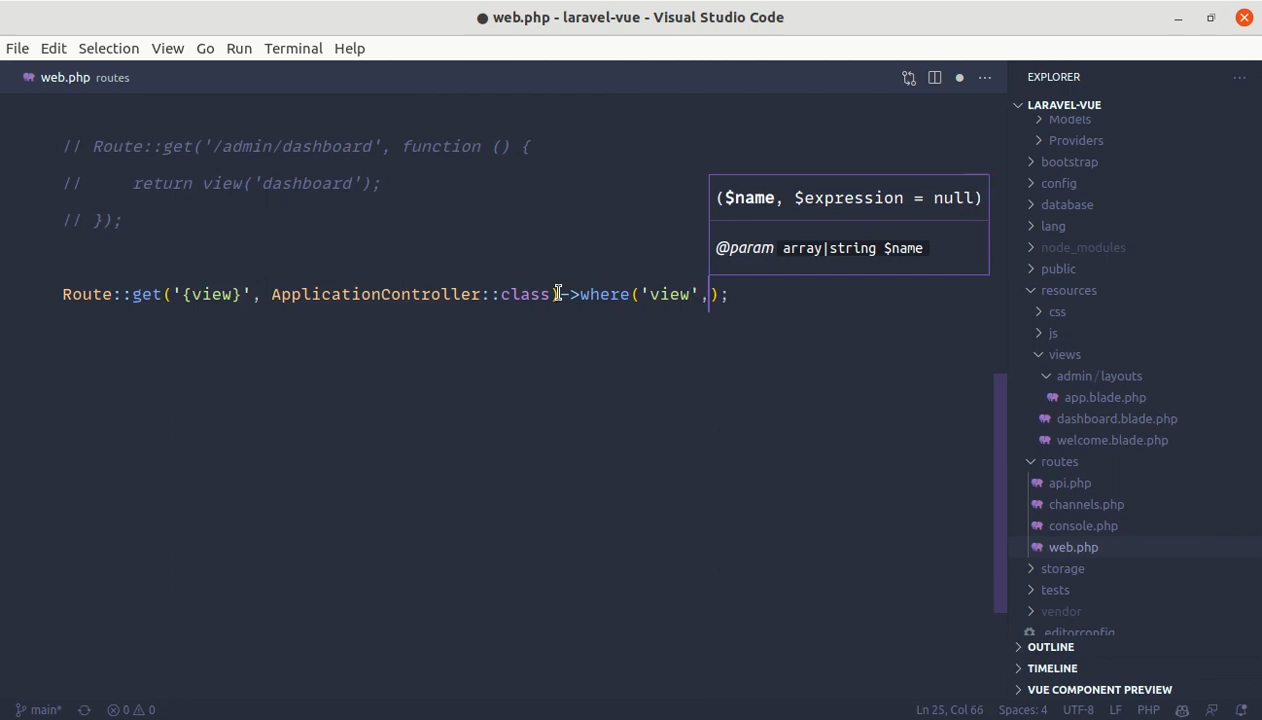 ● web.php - laravel-vue - Visual Studio Code
File Edit Selection View Go Run Terminal Help
web.php routes
// Route::get('/admin/dashboard', function () {
//     return view('dashboard');
// });
($name, $expression = null)
@param array|string $name
Route::get('{view}', ApplicationController::class)->where('view',);
EXPLORER
LARAVEL-VUE
Models
Providers
bootstrap
config
database
lang
node_modules
public
resources
css
js
views
admin/layouts
app.blade.php
dashboard.blade.php
welcome.blade.php
routes
api.php
channels.php
console.php
web.php
storage
tests
vendor
.editorconfig
OUTLINE
TIMELINE
VUE COMPONENT PREVIEW
main* 0 0 Ln 25, Col 66 Spaces: 4 UTF-8 LF PHP